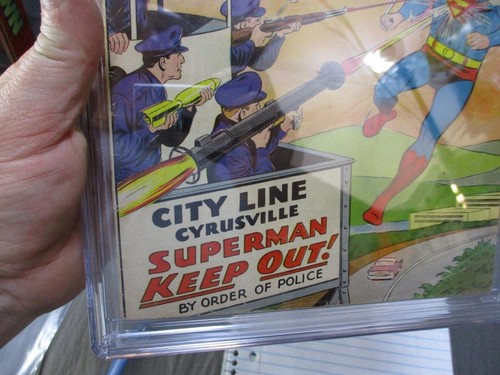 CITY LINE
CYRUSVILLE
SUPERMAN
KEEP OUT!
BY ORDER OF POLICE